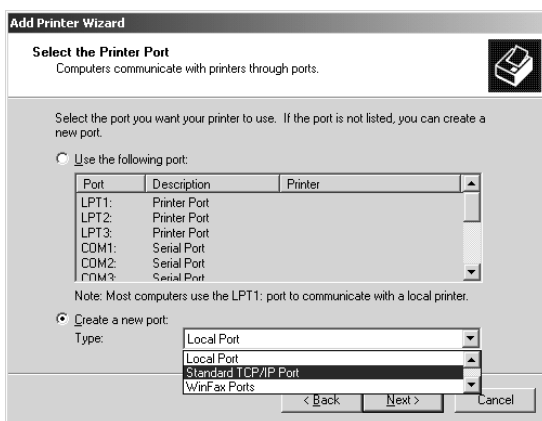 Add Printer Wizard
Select the Printer Port
Computers communicate with printers through ports.
Select the port you want your printer to use. If the port is not listed, you can create a
new port.
Use the following port:
Port Description Printer
LPT1: Printer Port
LPT2: Printer Port
LPT3: Printer Port
COM1: Serial Port
COM2: Serial Port
COM3: Serial Port
Note: Most computers use the LPT1: port to communicate with a local printer.
Create a new port:
Type: Local Port
Local Port
Standard TCP/IP Port
WinFax Ports
< Back Next > Cancel